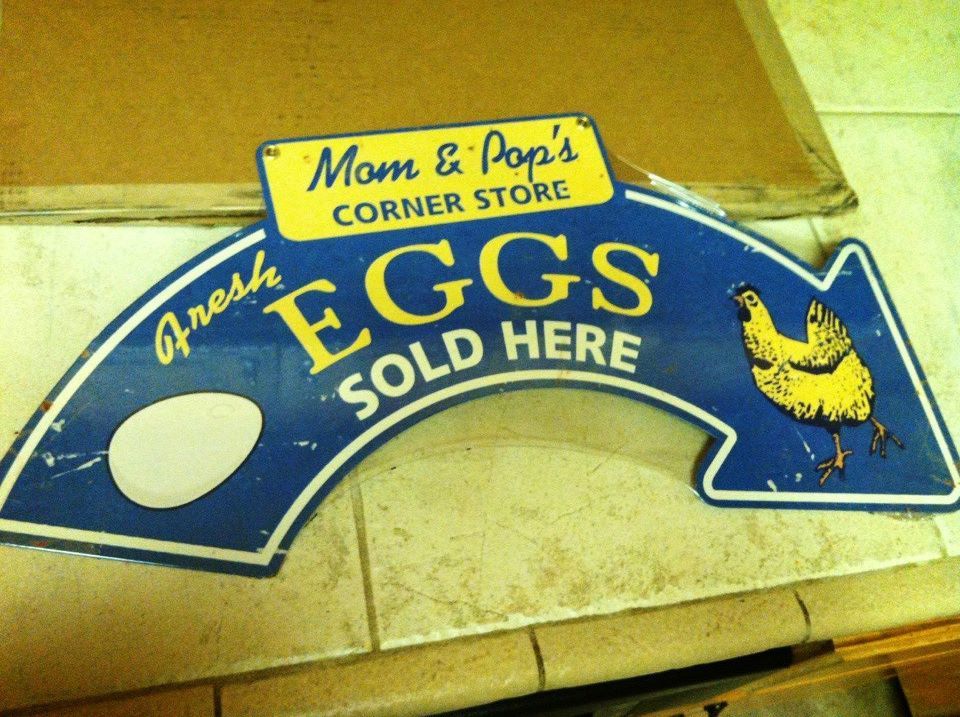 Mom & Pop's
CORNER STORE
Fresh
EGGS
SOLD HERE